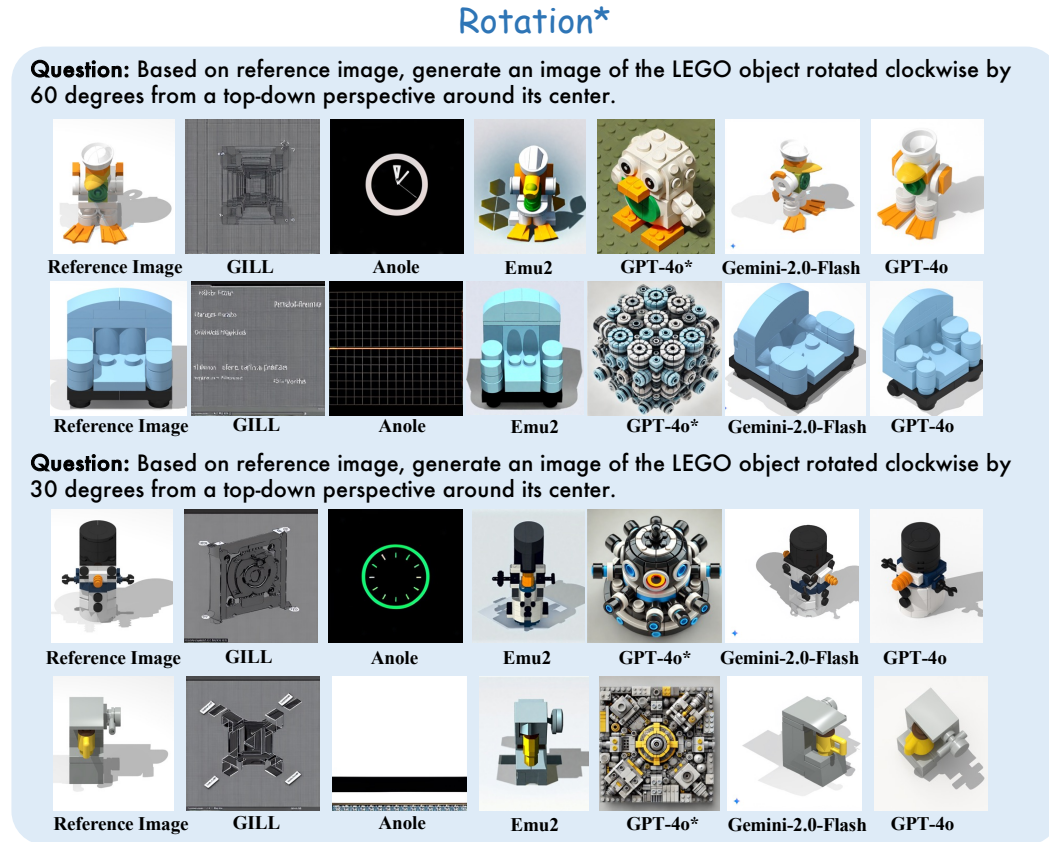 Rotation*
Question: Based on reference image, generate an image of the LEGO object rotated clockwise by
60 degrees from a top-down perspective around its center.
Reference Image GILL Anole Emu2 GPT-4o* Gemini-2.0-Flash GPT-4o
Reference Image GILL Anole Emu2 GPT-4o* Gemini-2.0-Flash GPT-4o
Question: Based on reference image, generate an image of the LEGO object rotated clockwise by
30 degrees from a top-down perspective around its center.
Reference Image GILL Anole Emu2 GPT-4o* Gemini-2.0-Flash GPT-4o
Reference Image GILL Anole Emu2 GPT-4o* Gemini-2.0-Flash GPT-4o